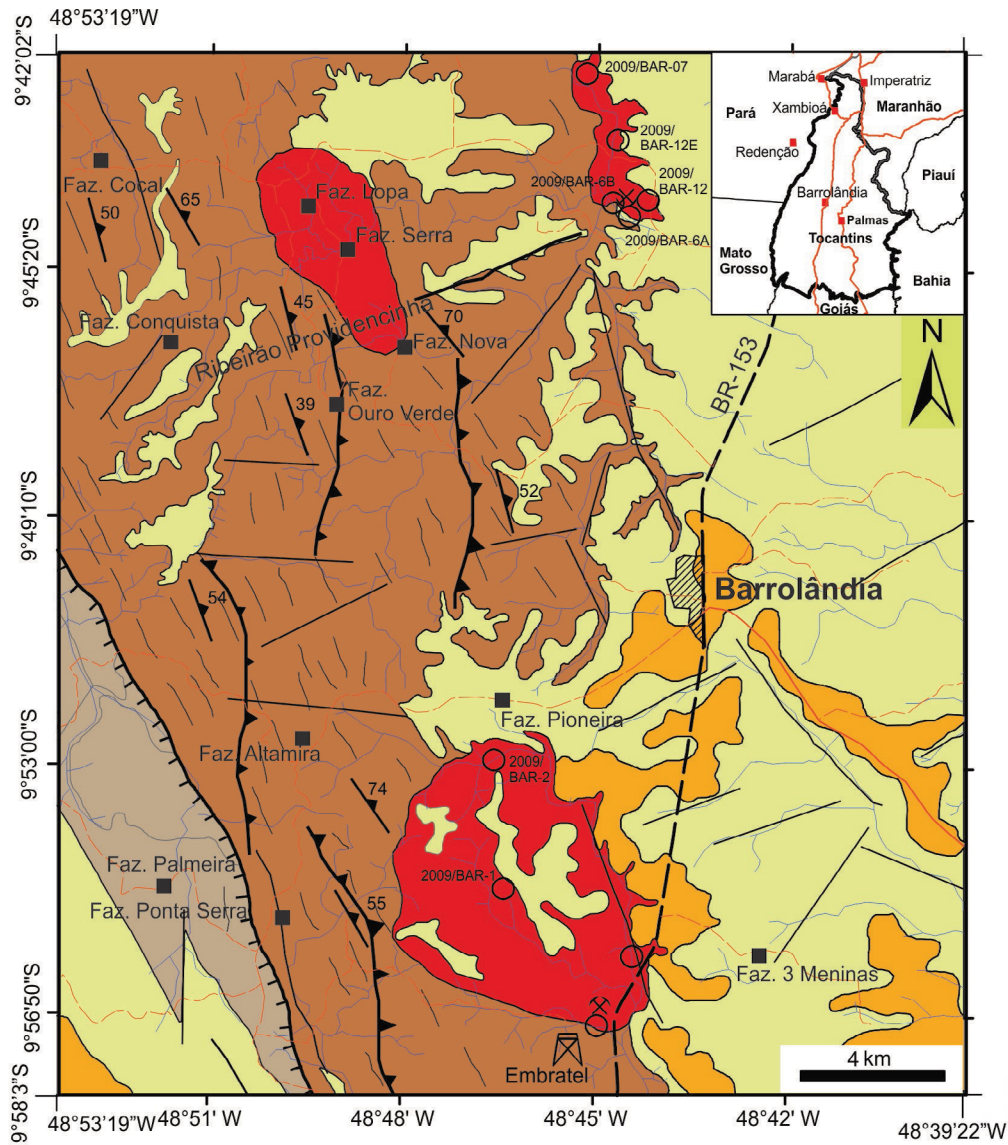 48°53'19"W
9°42'02"S
2009/BAR-07
Marabá
Imperatriz
Xambioá
Maranhão
Pará
2009/
BAR-12E
Redenção
Faz. Cocal
65
Faz. Lopa
2009/BAR-6B
2009/
BAR-12
Piauí
Barrolândia
50
Palmas
Tocantins
Faz. Serra
2009/BAR-6A
Mato
Grosso
Bahia
9°45'20"S
Goiás
45
Ribeirão Providencinha
70
Faz. Conquista
Faz. Nova
N
BR-153
39
Faz.
Ouro Verde
52
9°49'10"S
54
Barrolândia
Faz. Pioneira
Faz. Altamira
9°53'00"S
2009/
BAR-2
74
Faz. Palmeira
2009/BAR-1
Faz. Ponta Serra
55
Faz. 3 Meninas
9°56'50"S
4 km
Embratel
9°58'3"S
48°53'19"W
48°51' W
48°48' W
48°45' W
48°42' W
48°39'22"W